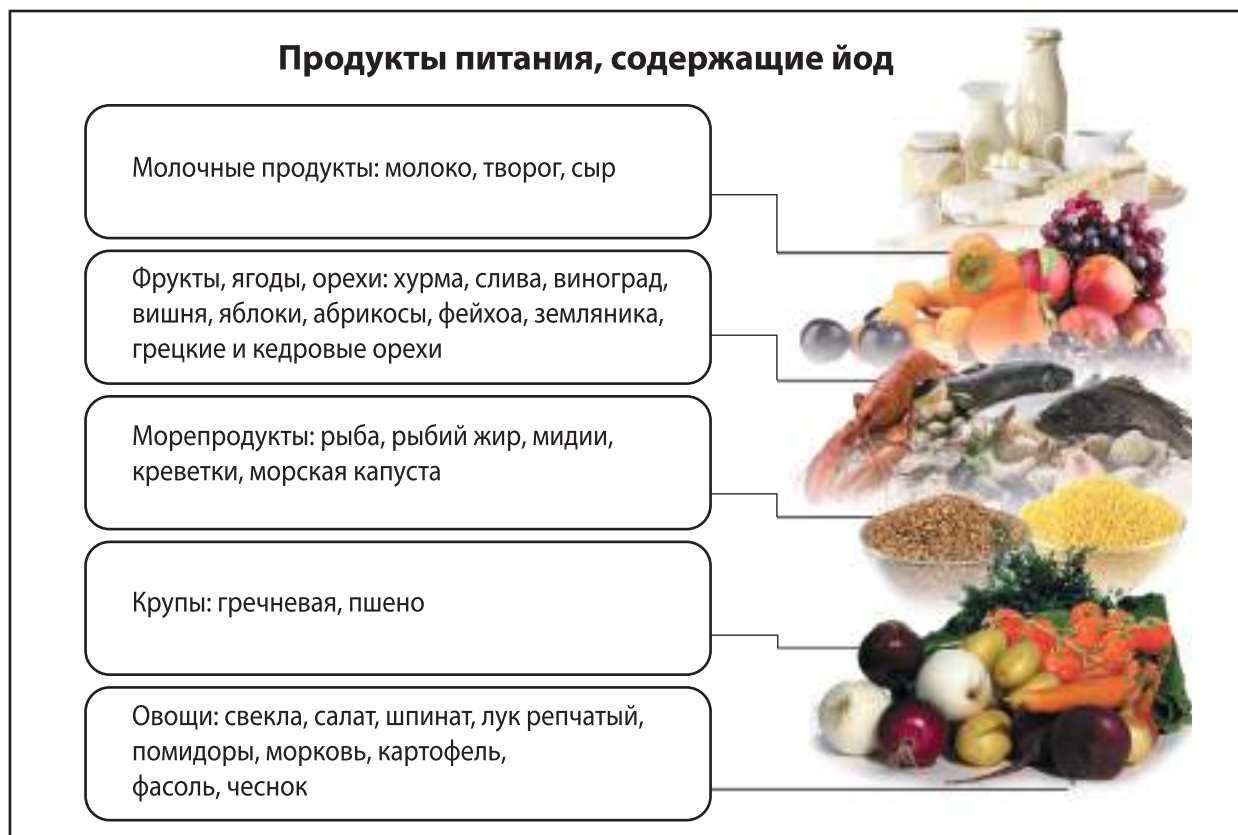 Продукты питания, содержащие йод
Молочные продукты: молоко, творог, сыр
Фрукты, ягоды, орехи: хурма, слива, виноград,
вишня, яблоки, абрикосы, фейхоа, земляника,
грецкие и кедровые орехи
Морепродукты: рыба, рыбий жир, мидии,
креветки, морская капуста
Крупы: гречневая, пшено
Овощи: свекла, салат, шпинат, лук репчатый,
помидоры, морковь, картофель,
фасоль, чеснок